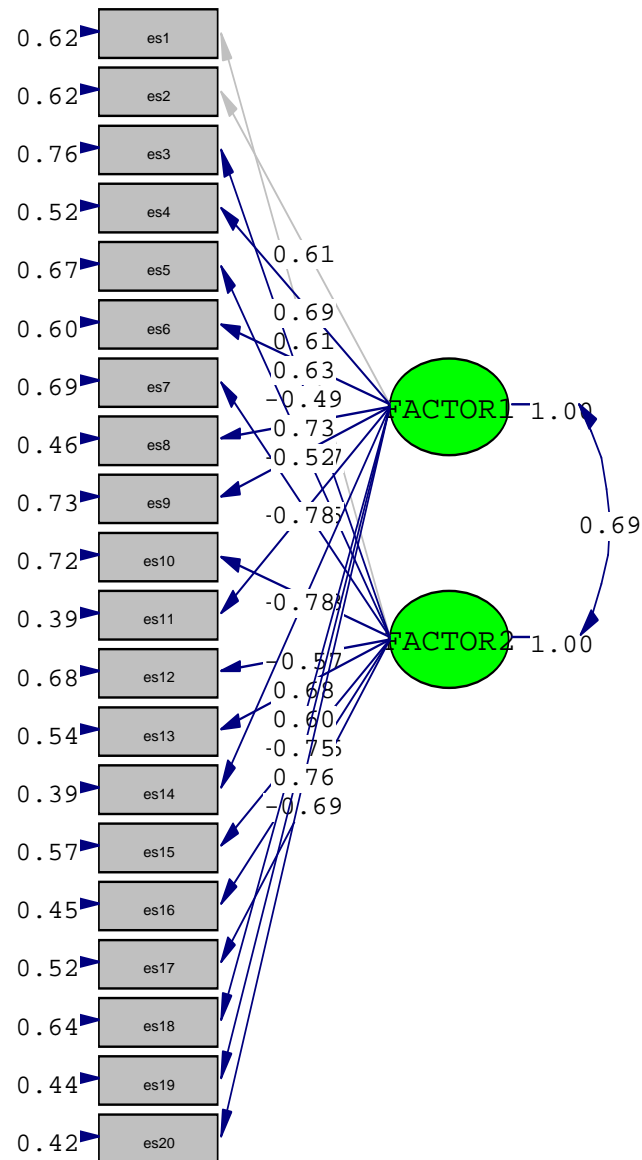 0.62 es1
0.62 es2
0.76 es3
0.52 es4
0.67 es5
0.61
0.60 es6
0.69
0.61
0.69 es7
0.63
-0.49
FACTOR1 1.00
0.46 es8
0.73
-0.52
0.73 es9
-0.78
0.69
0.72 es10
-0.78
0.39 es11
FACTOR2 1.00
0.68 es12
-0.57
0.68
0.54 es13
0.60
-0.75
0.39 es14
0.76
-0.69
0.57 es15
0.45 es16
0.52 es17
0.64 es18
0.44 es19
0.42 es20